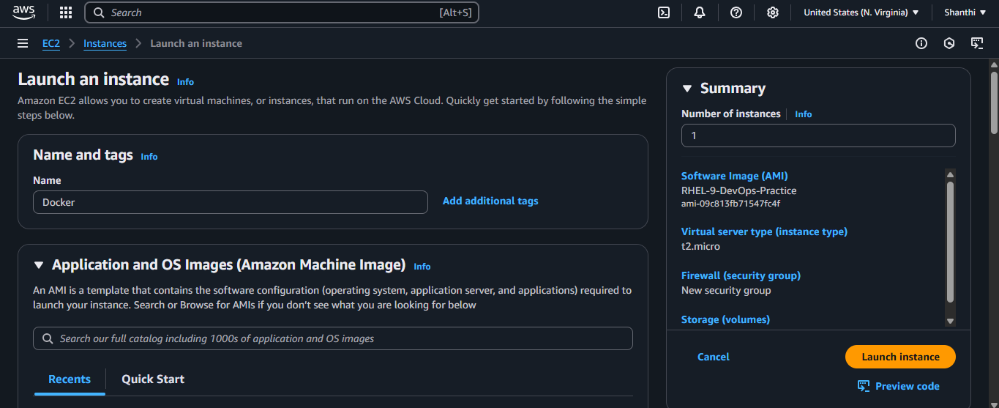 aws
Search [Alt+S]
United States (N. Virginia)
Shanthi
EC2
Instances
Launch an instance
Launch an instance Info
Amazon EC2 allows you to create virtual machines, or instances, that run on the AWS Cloud. Quickly get started by following the simple
steps below.
Name and tags Info
Name
Docker
Add additional tags
Application and OS Images (Amazon Machine Image) Info
An AMI is a template that contains the software configuration (operating system, application server, and applications) required to
launch your instance. Search or Browse for AMIs if you don’t see what you are looking for below
Search our full catalog including 1000s of application and OS images
Recents
Quick Start
Summary
Number of instances Info
1
Software Image (AMI)
RHEL-9-DevOps-Practice
ami-09c813fb71547fc4f
Virtual server type (instance type)
t2.micro
Firewall (security group)
New security group
Storage (volumes)
Cancel
Launch instance
Preview code